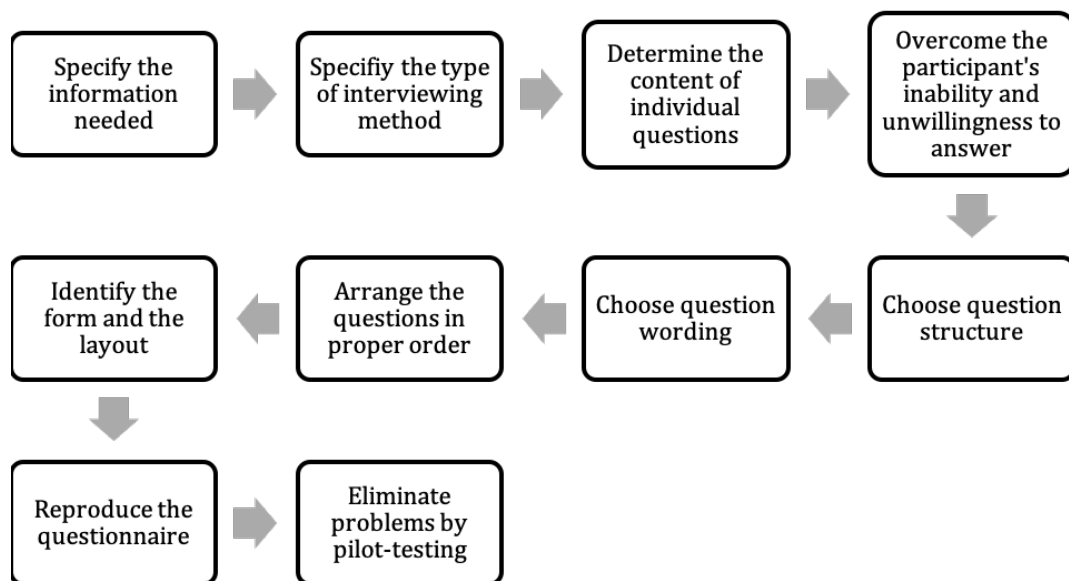 Specify the
information
needed
Specifiy the type
of interviewing
method
Determine the
content of
individual
questions
Overcome the
participant's
inability and
unwillingness to
answer
Choose question
structure
Choose question
wording
Arrange the
questions in
proper order
Identify the
form and the
layout
Reproduce the
questionnaire
Eliminate
problems by
pilot-testing